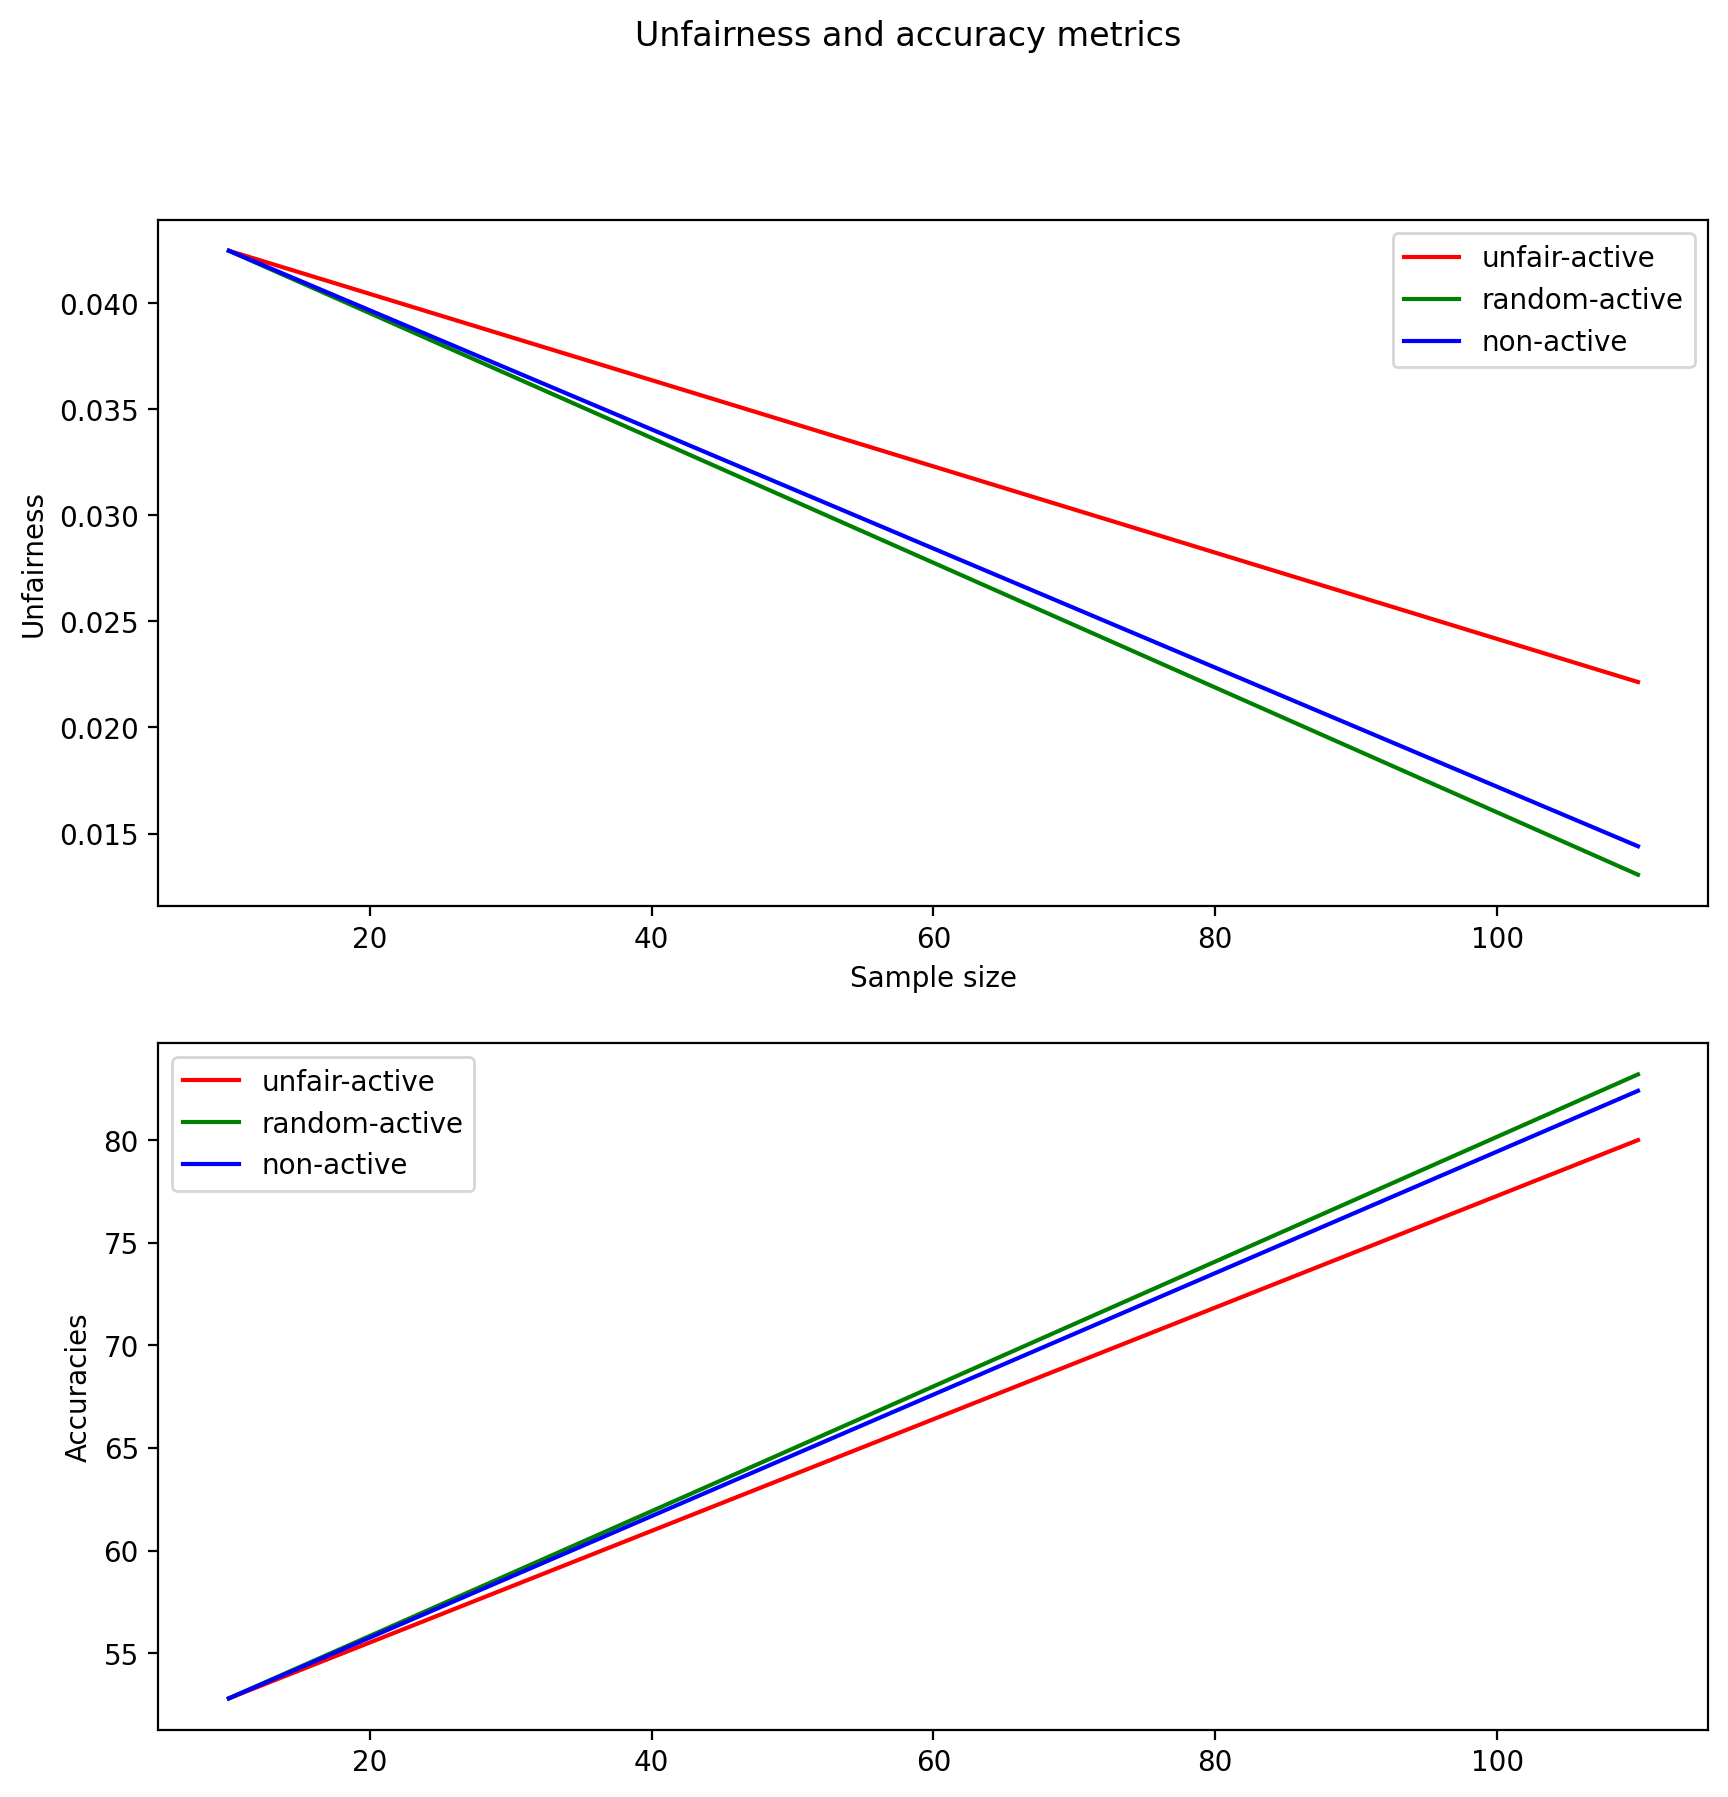 Unfairness and accuracy metrics
unfair-active
random-active
non-active
0.040
0.035
0.030
0.025
0.020
0.015
Unfairness
20 40 60 80 100
Sample size
unfair-active
random-active
non-active
80
75
70
65
60
55
Accuracies
20 40 60 80 100